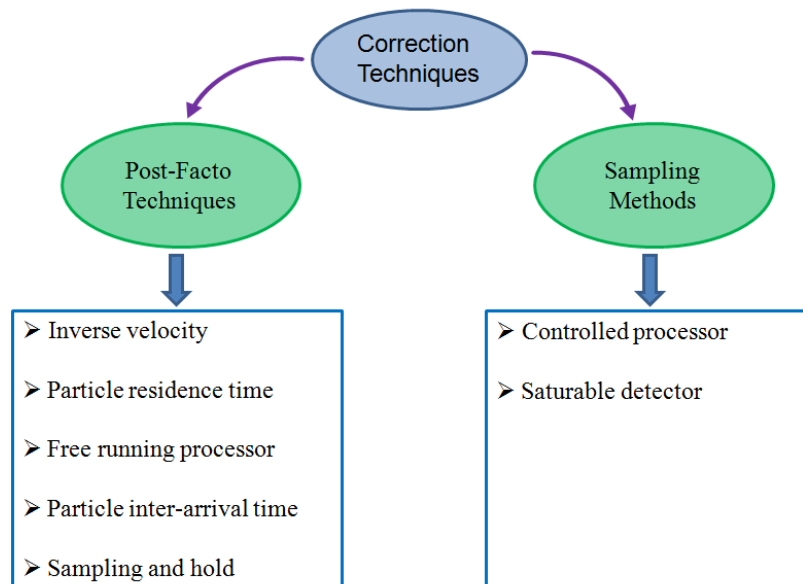 Correction
Techniques
Post-Facto
Techniques
Sampling
Methods
➢ Inverse velocity
➢ Particle residence time
➢ Free running processor
➢ Particle inter-arrival time
➢ Sampling and hold
➢ Controlled processor
➢ Saturable detector